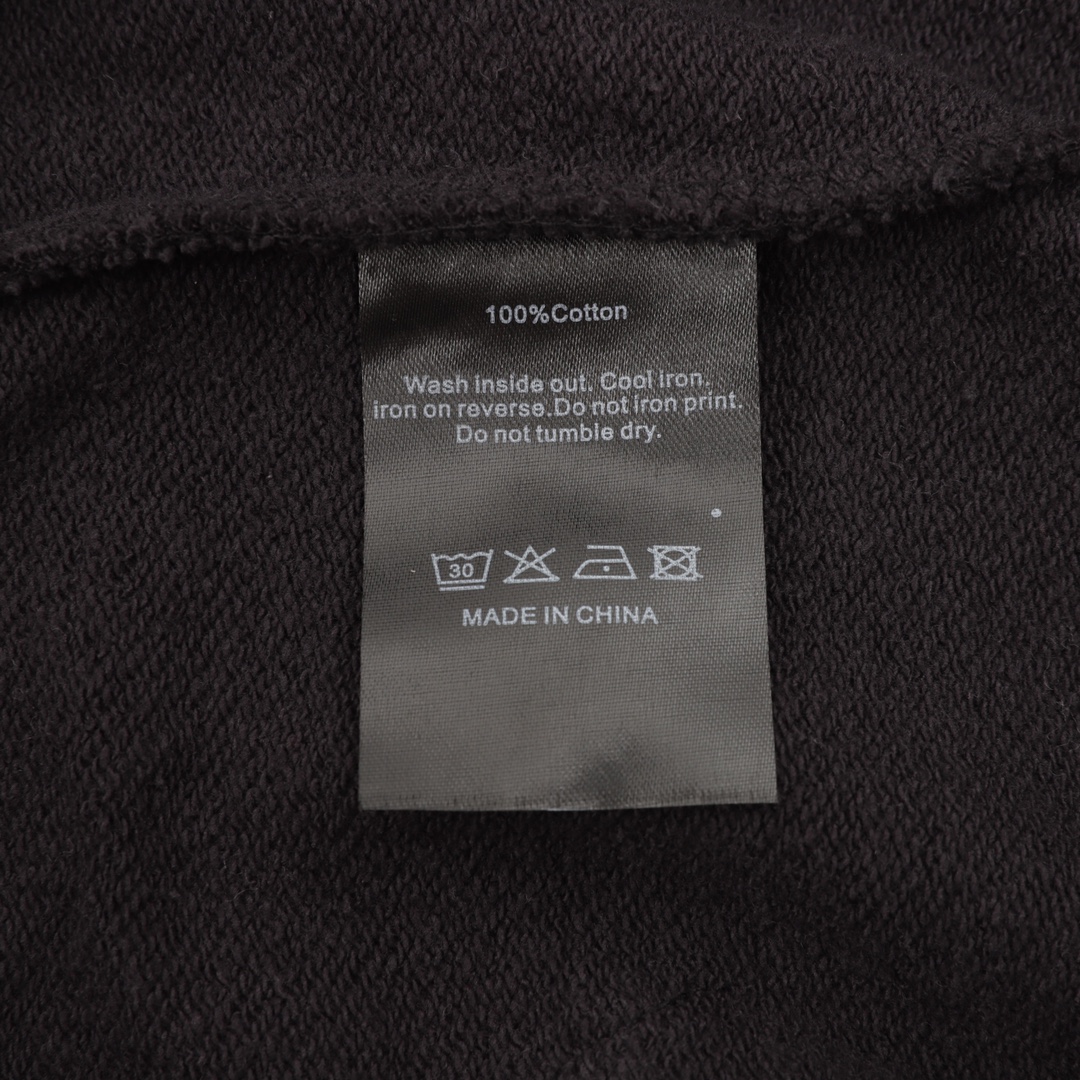 100%Cotton
Wash inside out. Cool iron.
iron on reverse.Do not iron print.
Do not tumble dry.
30
MADE IN CHINA